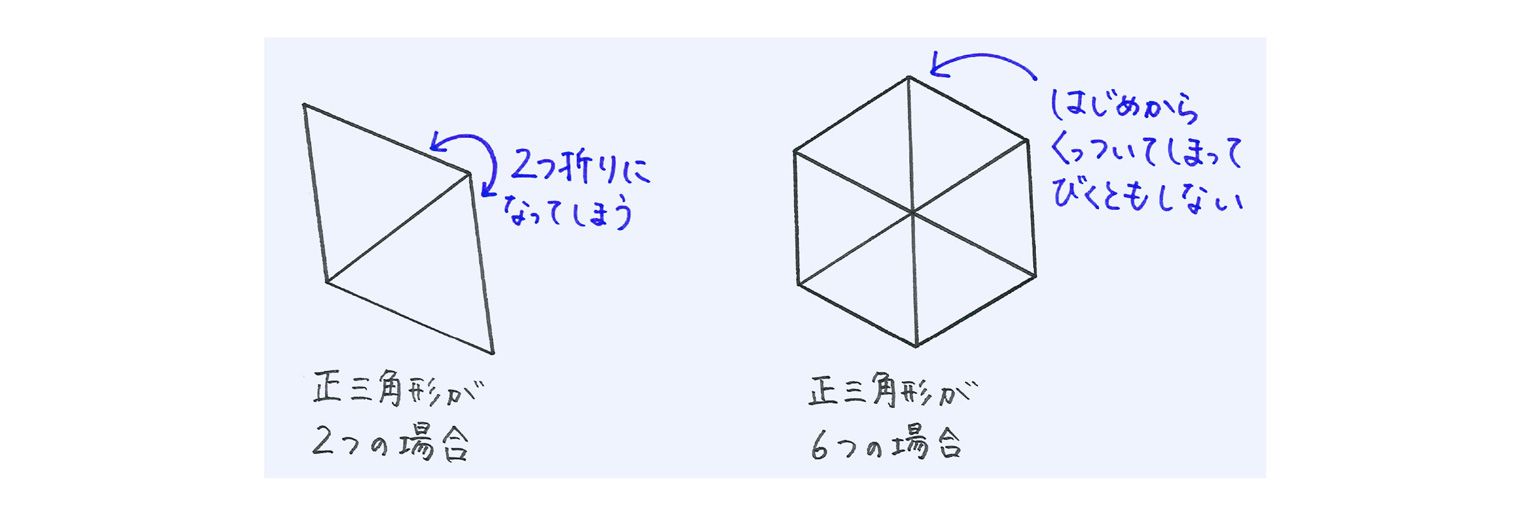 2つ折りに
なってしまう
正三角形が
2つの場合
はじめから
くっついてしまって
びくともしない
正三角形が
6つの場合